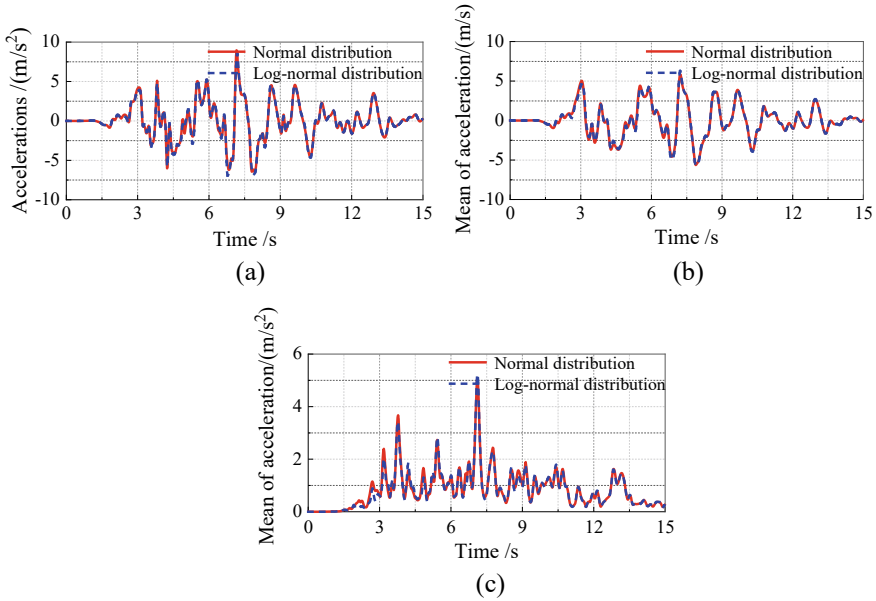 Accelerations /(m/s²)
10
5
0
-5
-10
Normal distribution
Log-normal distribution
0
3
6
9
12
15
Time /s
(a)
Mean of acceleration/(m/s)
10
5
0
-5
-10
Normal distribution
Log-normal distribution
0
3
6
9
12
15
Time /s
(b)
Mean of acceleration/(m/s²)
6
4
2
0
Normal distribution
Log-normal distribution
0
3
6
9
12
15
Time /s
(c)